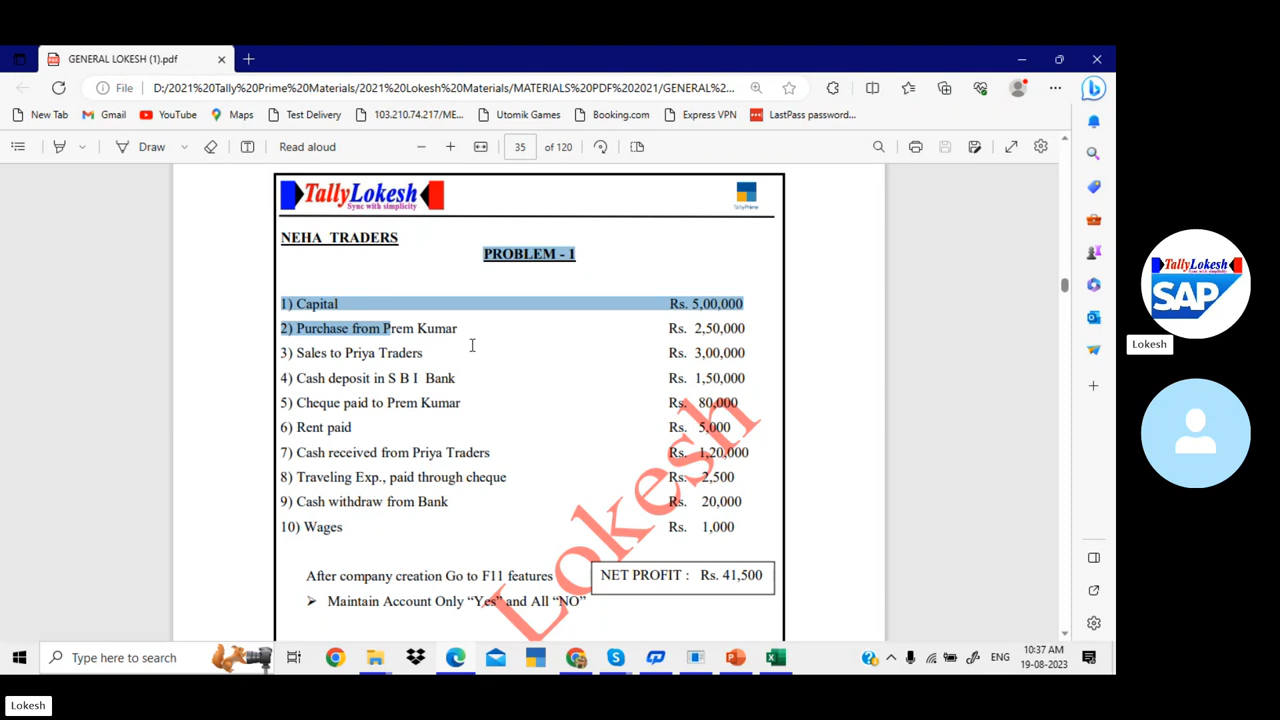 GENERAL LOKESH (1).pdf
File D:/2021%20Tally%20Prime%20Materials/2021%20Lokesh%20Materials/MATERIALS%20PDF%202021/GENERAL%2...
New Tab Gmail YouTube Maps Test Delivery 103.210.74.217/ME... Utomik Games Booking.com Express VPN LastPass password...
Draw Read aloud 35 of 120
TallyLokesh
Sync with simplicity
TallyPrime
NEHA TRADERS
PROBLEM - 1
1) Capital Rs. 5,00,000
2) Purchase from Prem Kumar Rs. 2,50,000
3) Sales to Priya Traders Rs. 3,00,000
4) Cash deposit in S B I Bank Rs. 1,50,000
5) Cheque paid to Prem Kumar Rs. 80,000
6) Rent paid Rs. 5,000
7) Cash received from Priya Traders Rs. 1,20,000
8) Traveling Exp., paid through cheque Rs. 2,500
9) Cash withdraw from Bank Rs. 20,000
10) Wages Rs. 1,000
Lokesh
After company creation Go to F11 features NET PROFIT : Rs. 41,500
➢ Maintain Account Only “Yes” and All “NO”
TallyLokesh
SAP
Lokesh
Type here to search
ENG
10:37 AM
19-08-2023
Lokesh